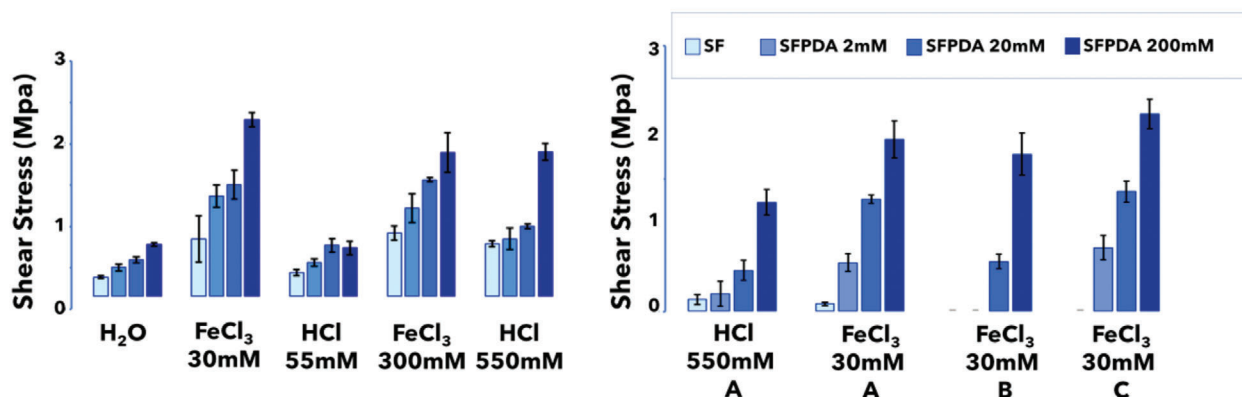 Shear Stress (Mpa)
3
2
1
0
H₂O
FeCl₃
30mM
HCl
55mM
FeCl₃
300mM
HCl
550mM
SF
SFPDA 2mM
SFPDA 20mM
SFPDA 200mM
Shear Stress (Mpa)
3
2
1
0
HCl
550mM
A
FeCl₃
30mM
A
FeCl₃
30mM
B
FeCl₃
30mM
C